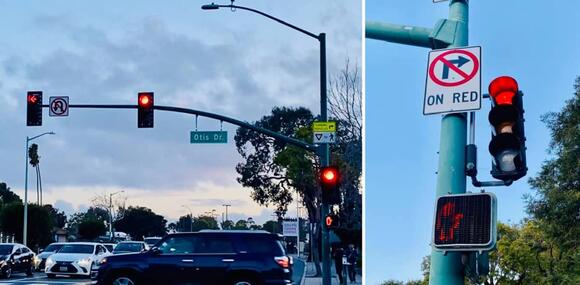 Otis Dr.
ON RED